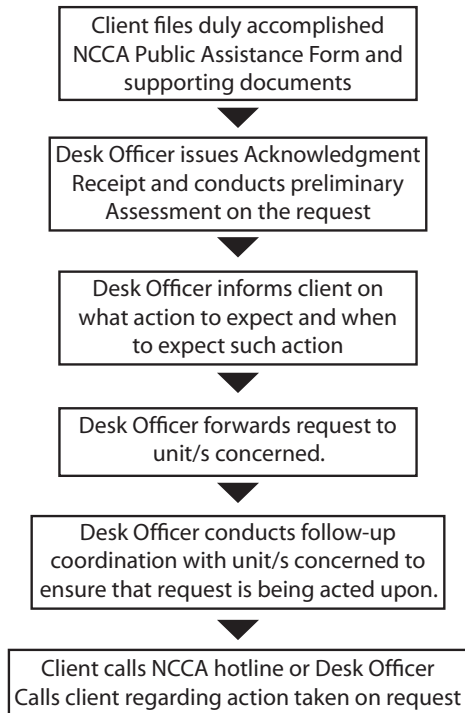 Client files duly accomplished
NCCA Public Assistance Form and
supporting documents
Desk Officer issues Acknowledgment
Receipt and conducts preliminary
Assessment on the request
Desk Officer informs client on
what action to expect and when
to expect such action
Desk Officer forwards request to
unit/s concerned.
Desk Officer conducts follow-up
coordination with unit/s concerned to
ensure that request is being acted upon.
Client calls NCCA hotline or Desk Officer
Calls client regarding action taken on request